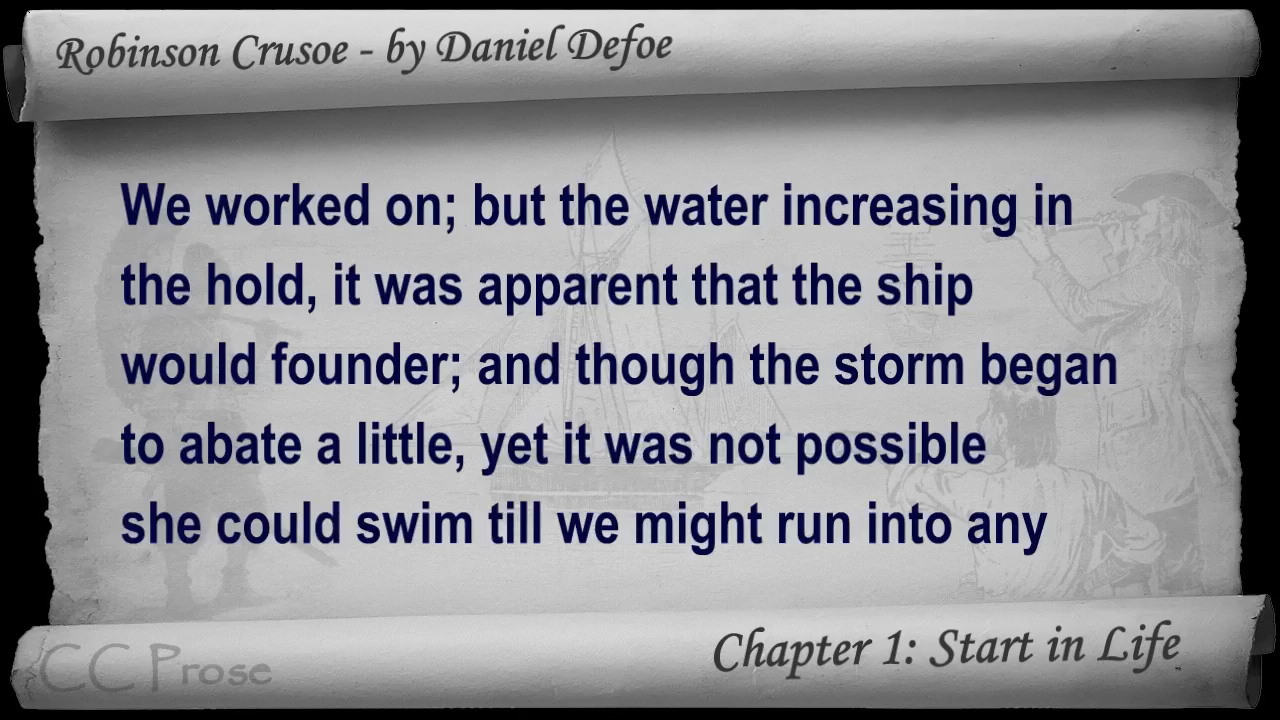 Robinson Crusoe - by Daniel Defoe
We worked on; but the water increasing in
the hold, it was apparent that the ship
would founder; and though the storm began
to abate a little, yet it was not possible
she could swim till we might run into any
Chapter 1: Start in Life
CC Prose